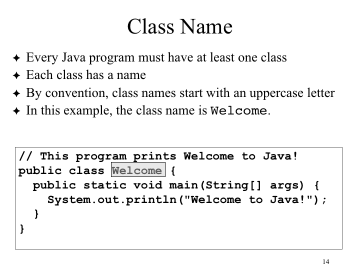 Class Name
✦ Every Java program must have at least one class
✦ Each class has a name
✦ By convention, class names start with an uppercase letter
✦ In this example, the class name is Welcome.
// This program prints Welcome to Java!
public class Welcome {
  public static void main(String[] args) {
    System.out.println("Welcome to Java!");
  }
}
14